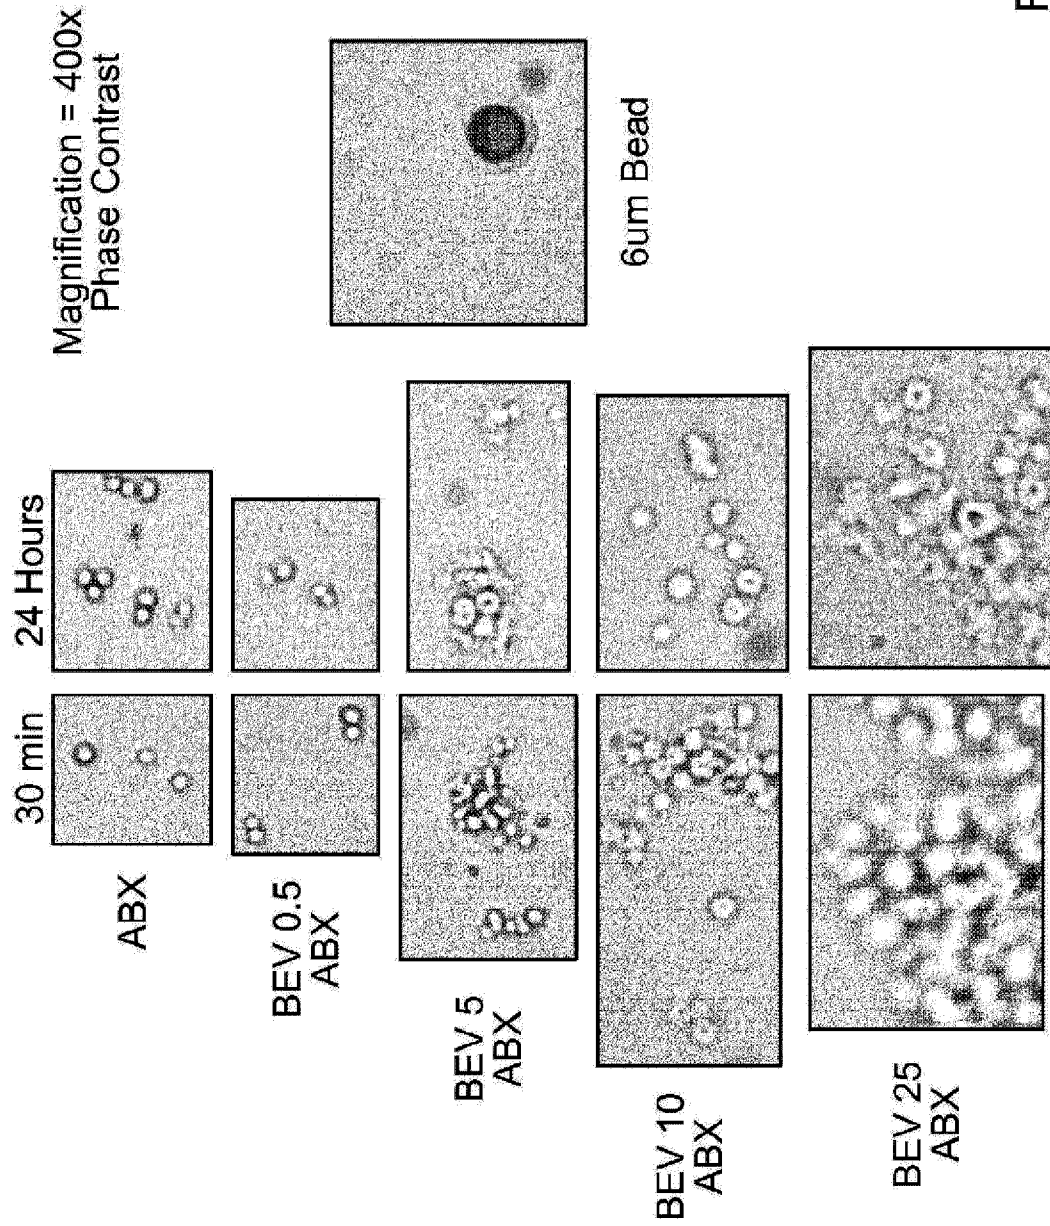 Magnification = 400x
Phase Contrast
30 min
24 Hours
ABX
BEV 0.5
ABX
BEV 5
ABX
BEV 10
ABX
BEV 25
ABX
6um Bead